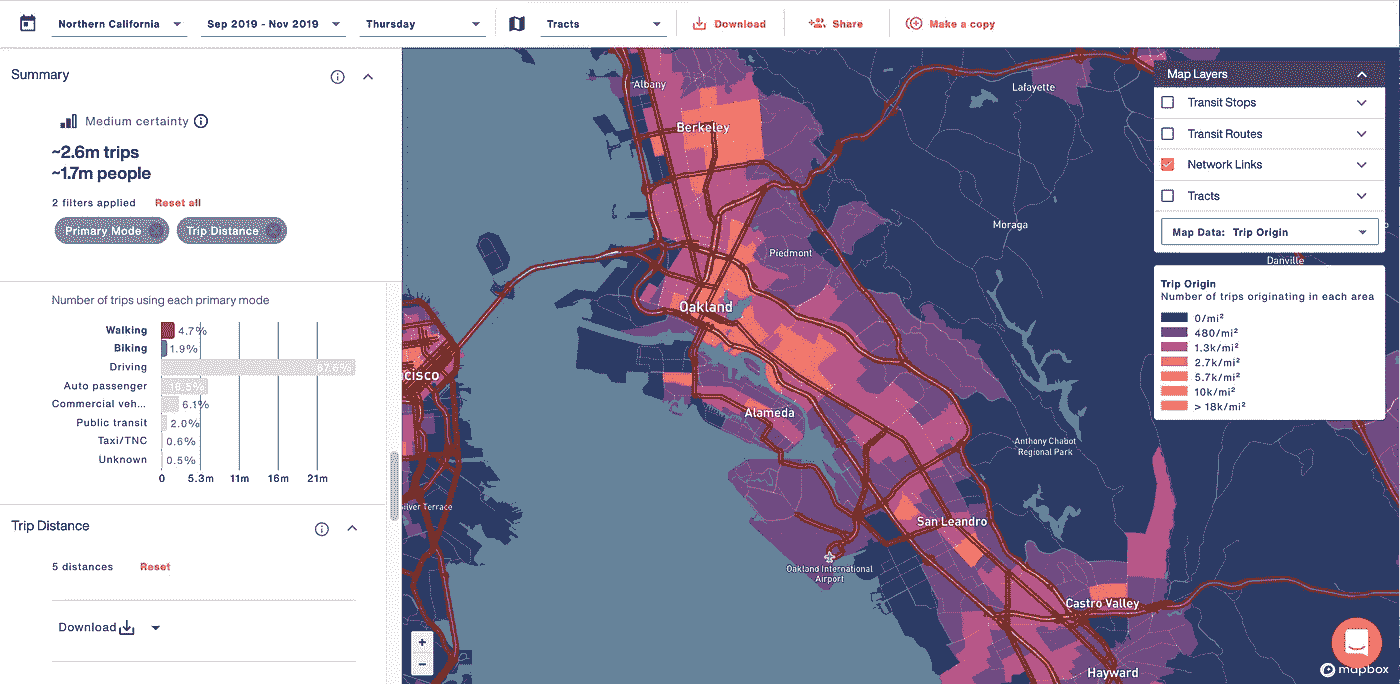 Northern California
Sep 2019 - Nov 2019
Thursday
Tracts
Download
Share
Make a copy
Summary
Medium certainty
~2.6m trips
~1.7m people
2 filters applied Reset all
Primary Mode Trip Distance
Number of trips using each primary mode
Walking 4.7%
Biking 1.9%
Driving 67.6%
Auto passenger 16.5%
Commercial veh... 6.1%
Public transit 2.0%
Taxi/TNC 0.6%
Unknown 0.5%
0 5.3m 11m 16m 21m
Trip Distance
5 distances Reset
Download
Albany
Berkeley
Lafayette
Moraga
Piedmont
Oakland
cisco
Alameda
Danville
Anthony Chabot
Regional Park
River Terrace
San Leandro
Oakland International
Airport
Castro Valley
Hayward
Map Layers
Transit Stops
Transit Routes
Network Links
Tracts
Map Data: Trip Origin
Trip Origin
Number of trips originating in each area
0/mi²
480/mi²
1.3k/mi²
2.7k/mi²
5.7k/mi²
10k/mi²
> 18k/mi²
+
−
mapbox